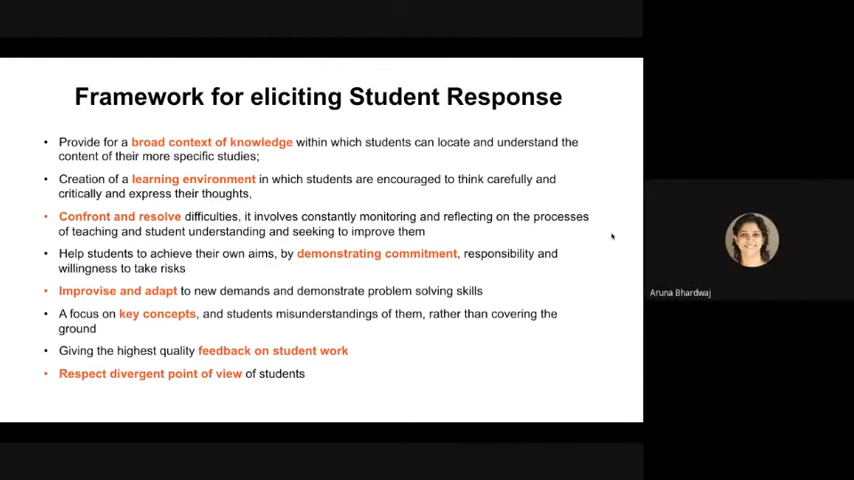 Framework for eliciting Student Response
• Provide for a broad context of knowledge within which students can locate and understand the
content of their more specific studies;
• Creation of a learning environment in which students are encouraged to think carefully and
critically and express their thoughts,
• Confront and resolve difficulties, it involves constantly monitoring and reflecting on the processes
of teaching and student understanding and seeking to improve them
• Help students to achieve their own aims, by demonstrating commitment, responsibility and
willingness to take risks
• Improvise and adapt to new demands and demonstrate problem solving skills
• A focus on key concepts, and students misunderstandings of them, rather than covering the
ground
• Giving the highest quality feedback on student work
• Respect divergent point of view of students
Aruna Bhardwaj